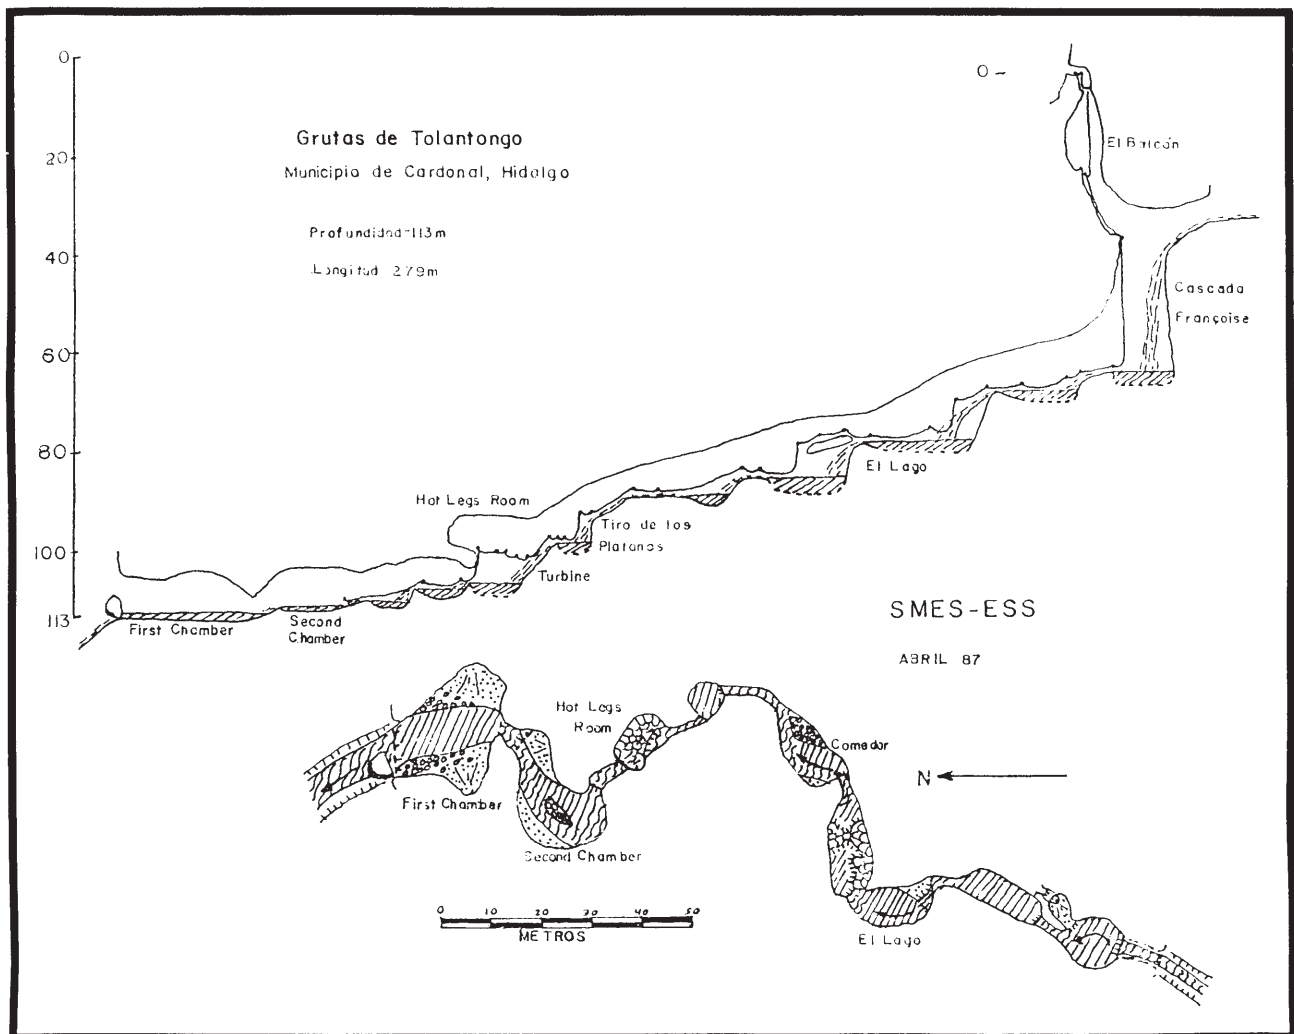 0
20
40
60
80
100
113
Grutas de Tolantongo
Municipio de Cardonal, Hidalgo
Profundidad-113m
Longitud 279m
0-
El Balcón
Cascada
Françoise
El Lago
Hot Legs Room
Tiro de los
Platanos
Turbine
First Chamber
Second
Chamber
SMES-ESS
ABRIL 87
Hot Legs
Room
Comedor
N
First Chamber
Second Chamber
El Lago
0 10 20 30 40 50
METROS